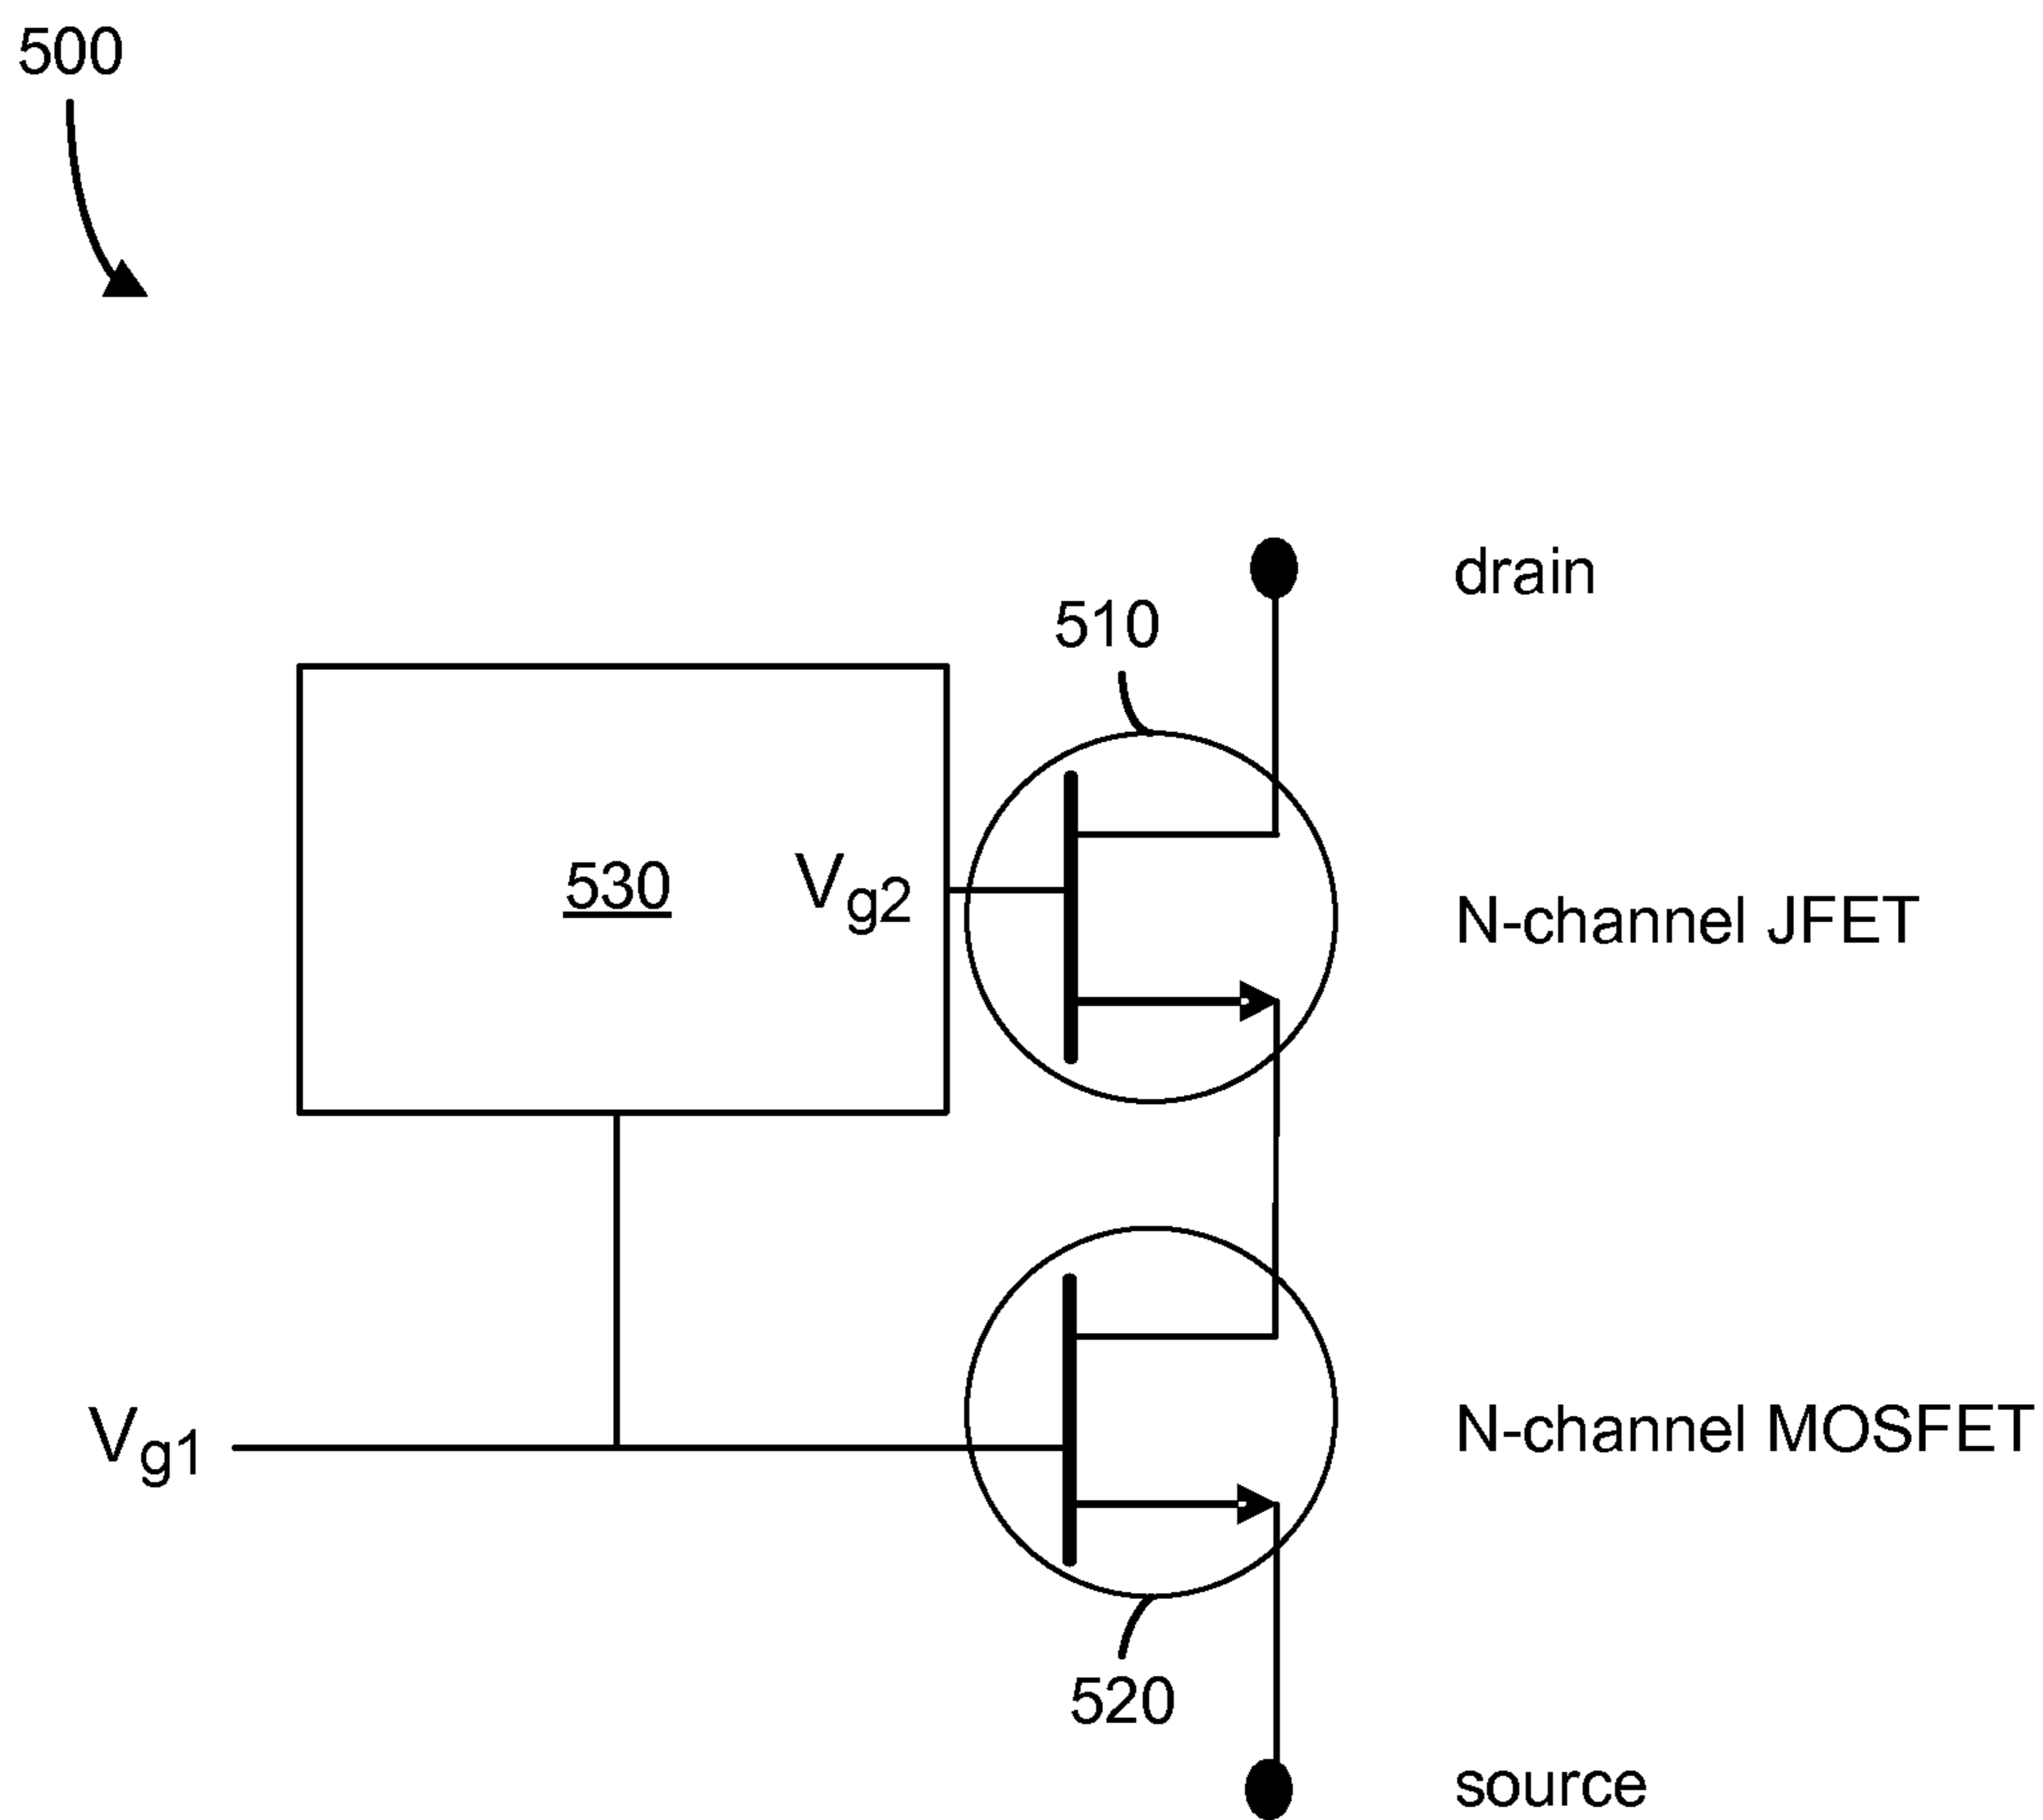 500
drain
510
530
Vg2
N-channel JFET
Vg1
N-channel MOSFET
520
source